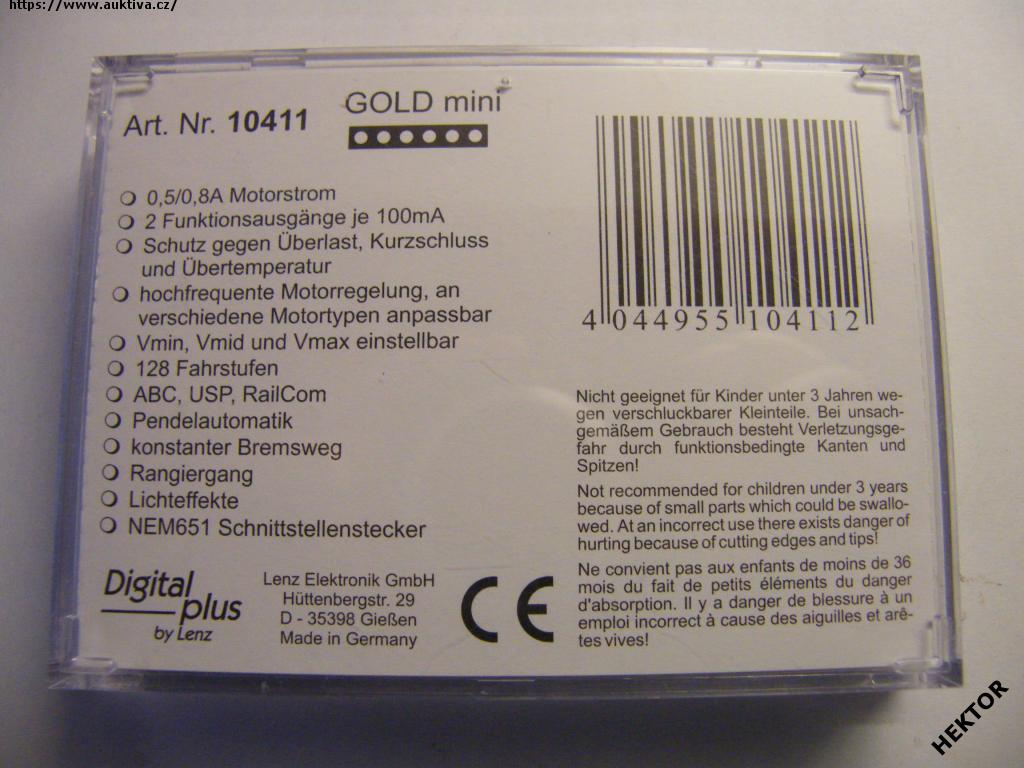 https://www.auktiva.cz/
Art. Nr. 10411
GOLD mini
0,5/0,8A Motorstrom
2 Funktionsausgänge je 100mA
Schutz gegen Überlast, Kurzschluss
und Übertemperatur
hochfrequente Motorregelung, an
verschiedene Motortypen anpassbar
Vmin, Vmid und Vmax einstellbar
128 Fahrstufen
ABC, USP, RailCom
Pendelautomatik
konstanter Bremsweg
Rangiergang
Lichteffekte
NEM651 Schnittstellenstecker
Digital
plus
by Lenz
Lenz Elektronik GmbH
Hüttenbergstr. 29
D - 35398 Gießen
Made in Germany
CE
4 044955 104112
Nicht geeignet für Kinder unter 3 Jahren we-
gen verschluckbarer Kleinteile. Bei unsach-
gemäßem Gebrauch besteht Verletzungsge-
fahr durch funktionsbedingte Kanten und
Spitzen!
Not recommended for children under 3 years
because of small parts which could be swallo-
wed. At an incorrect use there exists danger of
hurting because of cutting edges and tips!
Ne convient pas aux enfants de moins de 36
mois du fait de petits éléments du danger
d'absorption. Il y a danger de blessure à un
emploi incorrect à cause des aiguilles et arê-
tes vives!
HEKTOR